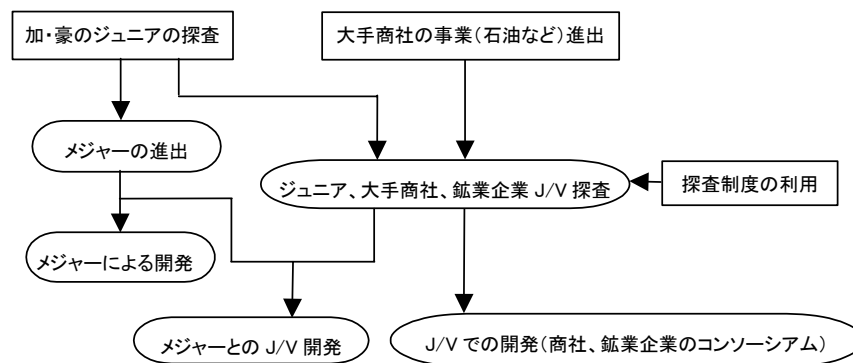 加・豪のジュニアの探査
大手商社の事業(石油など)進出
メジャーの進出
ジュニア、大手商社、鉱業企業 J/V 探査
探査制度の利用
メジャーによる開発
メジャーとの J/V 開発
J/V での開発(商社、鉱業企業のコンソーシアム)